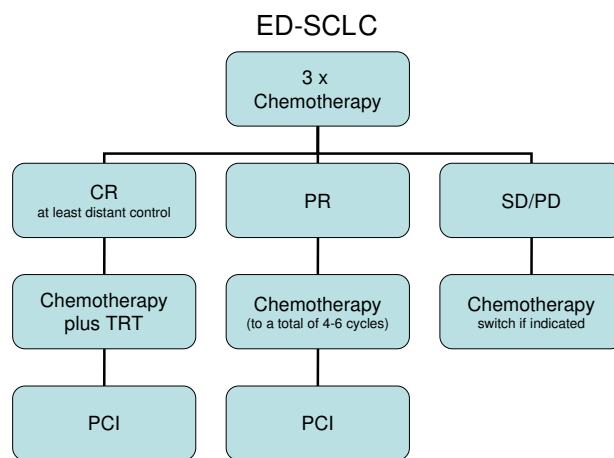 ED-SCLC
3 x
Chemotherapy
CR
at least distant control
PR
SD/PD
Chemotherapy
plus TRT
Chemotherapy
(to a total of 4-6 cycles)
Chemotherapy
switch if indicated
PCI
PCI